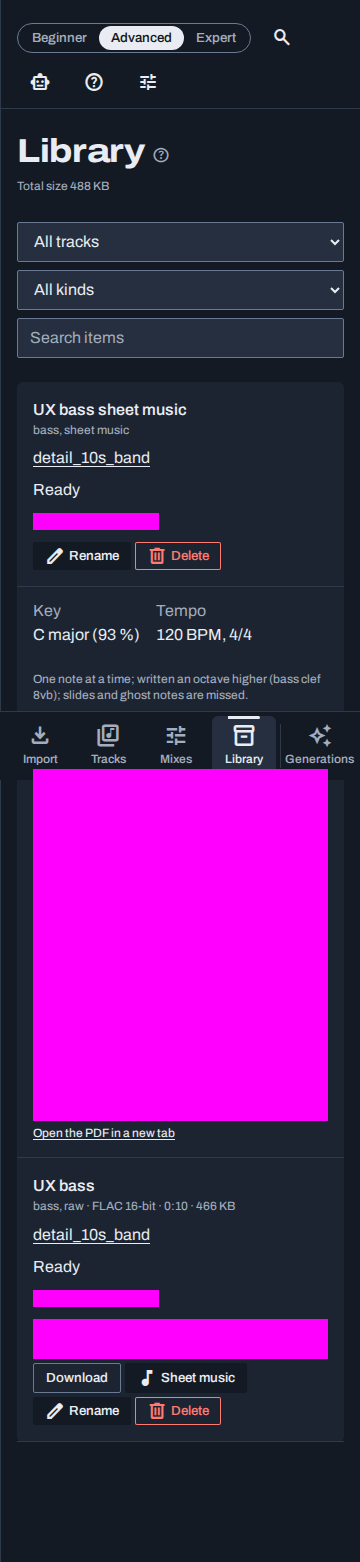 Beginner Advanced Expert
Library
Total size 488 KB
All tracks
All kinds
Search items
UX bass sheet music
bass, sheet music
detail_10s_band
Ready
Rename Delete
Key Tempo
C major (93 %) 120 BPM, 4/4
One note at a time; written an octave higher (bass clef
8vb); slides and ghost notes are missed.
Import Tracks Mixes Library Generations
Open the PDF in a new tab
UX bass
bass, raw · FLAC 16-bit · 0:10 · 466 KB
detail_10s_band
Ready
Download Sheet music
Rename Delete